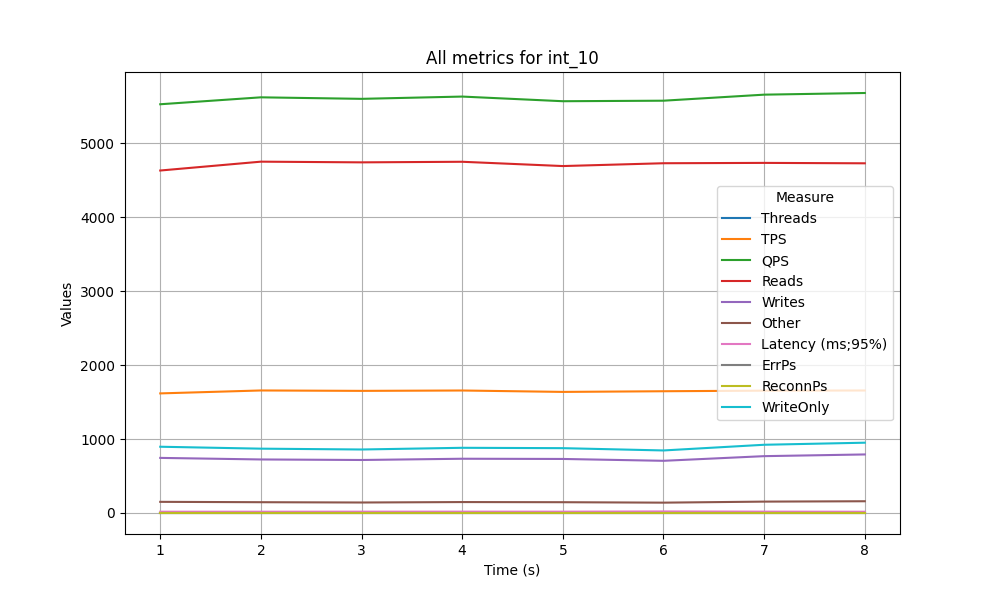 All metrics for int_10
Values
5000
4000
3000
2000
1000
0
Measure
Threads
TPS
QPS
Reads
Writes
Other
Latency (ms;95%)
ErrPs
ReconnPs
WriteOnly
1 2 3 4 5 6 7 8
Time (s)